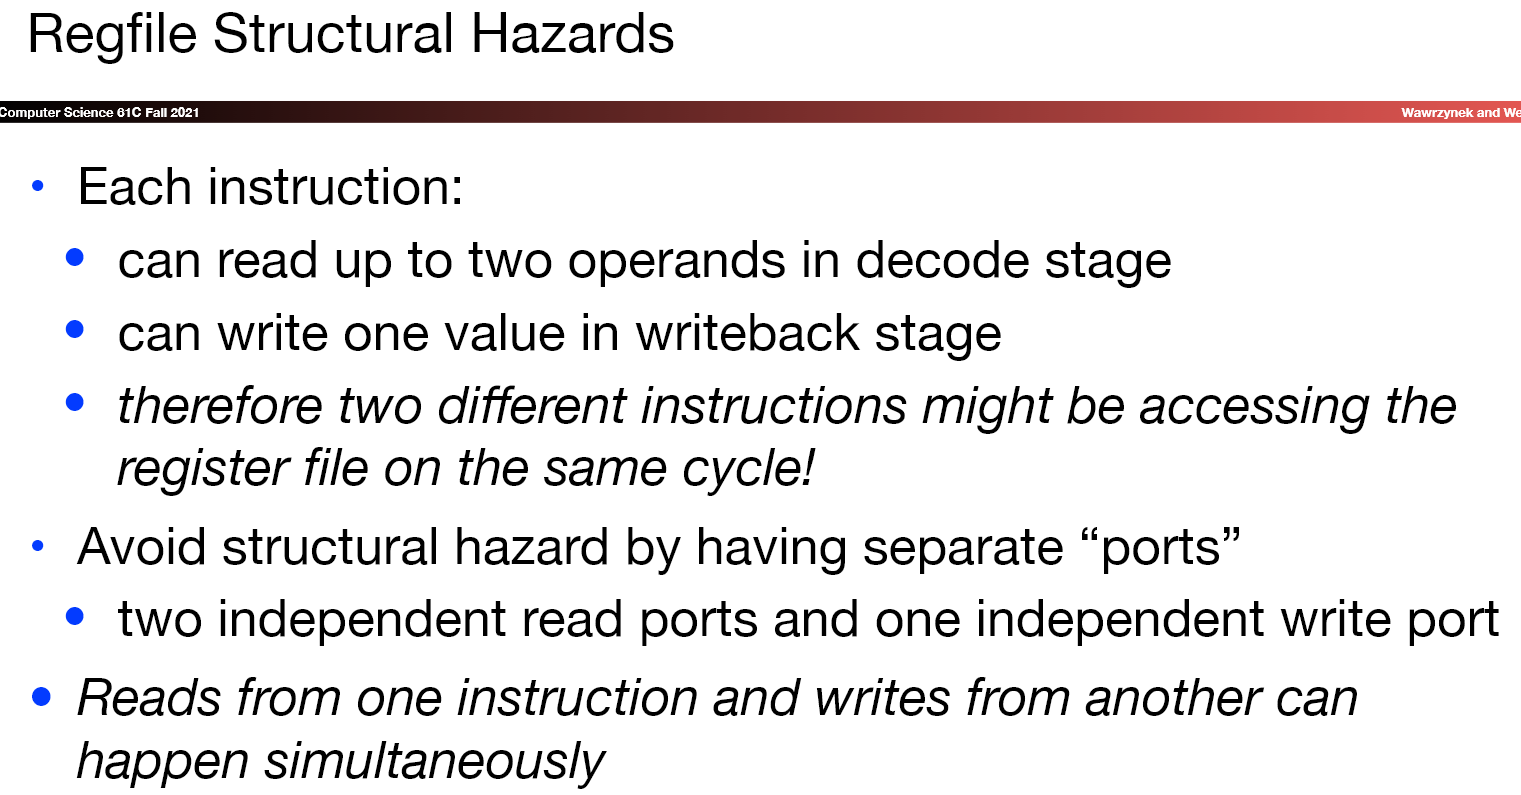 Regfile Structural Hazards
Computer Science 61C Fall 2021
Wawrzynek and We
Each instruction:
can read up to two operands in decode stage
can write one value in writeback stage
therefore two different instructions might be accessing the
register file on the same cycle!
Avoid structural hazard by having separate “ports”
two independent read ports and one independent write port
Reads from one instruction and writes from another can
happen simultaneously